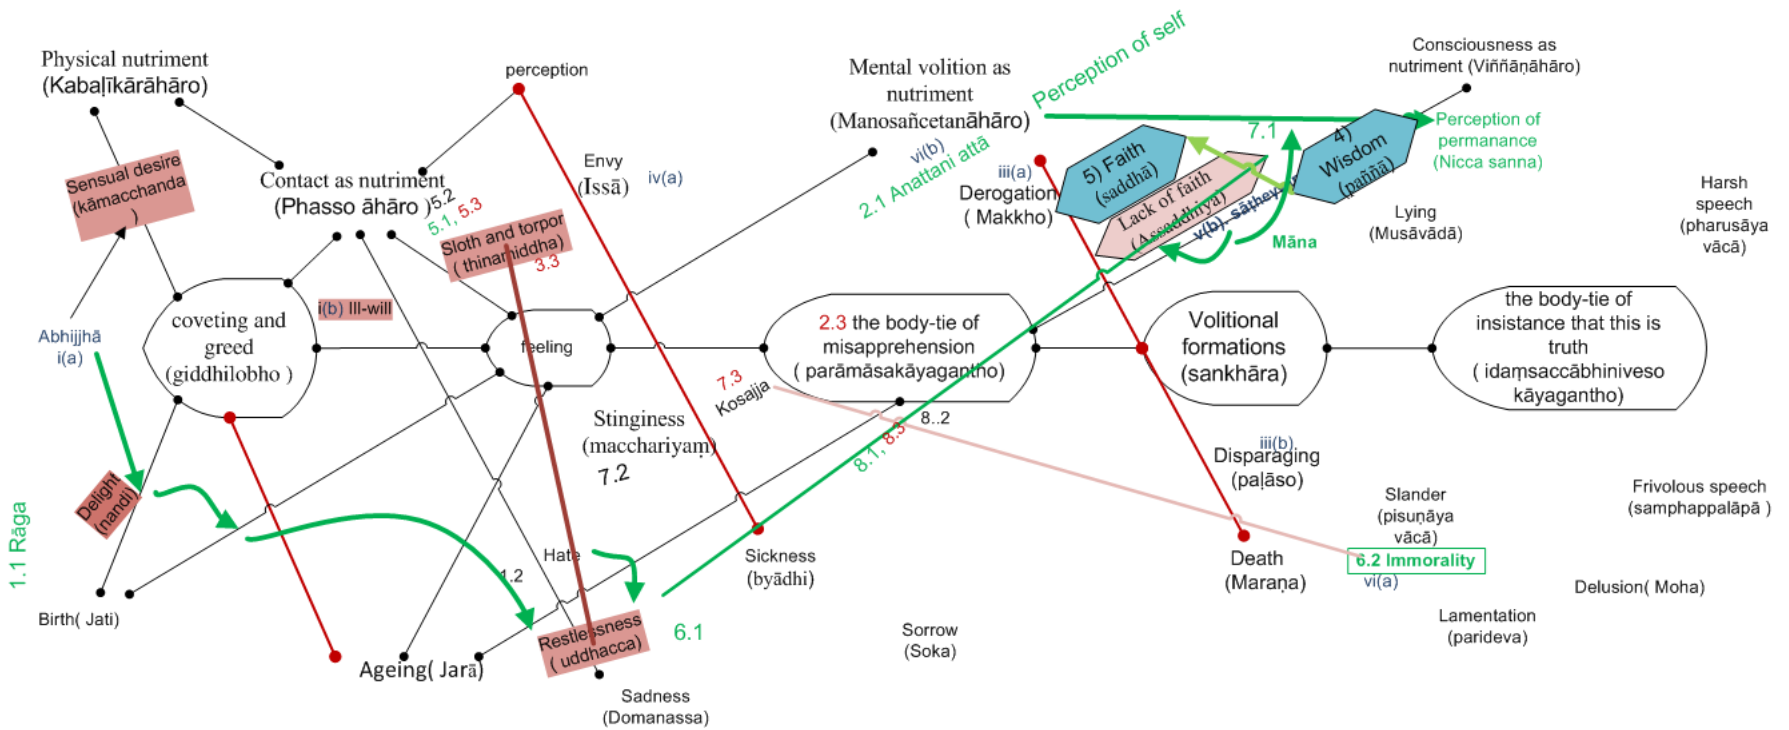 Physical nutriment
(Kabaḷīkārāhāro)
perception
Mental volition as
nutriment
(Manosañcetanāhāro)
Perception of self
Consciousness as
nutriment (Viññāṇāhāro)
Sensual desire
(kāmacchanda
)
Contact as nutriment
(Phasso āhāro )
5.2
5.1, 5.3
Envy
(Issā)
iv(a)
vi(b)
2.1 Anattani attā
iii(a)
Derogation
( Makkho)
5) Faith
(saddhā)
Lack of faith
(Assaddhiya)
7.1
4)
Wisdom
(paññā)
Perception of
permanance
(Nicca sanna)
v(b), sāṭhey
Māna
Lying
(Musāvādā)
Harsh
speech
(pharusāya
vācā)
Sloth and torpor
( thinamiddha)
3.3
Abhijjhā
i(a)
coveting and
greed
(giddhilobho )
i(b) Ill-will
feeling
2.3 the body-tie of
misapprehension
( parāmāsakāyagantho)
Volitional
formations
(sankhāra)
the body-tie of
insistance that this is
truth
( idaṃsaccābhiniveso
kāyagantho)
7.3
Kosajja
Stinginess
(macchariyaṃ)
7.2
8..2
8.1, 8.3
iii(b)
Disparaging
(paḷāso)
Delight
(nandi)
1.1 Rāga
Slander
(pisuṇāya
vācā)
Frivolous speech
(samphappalāpā )
Hate
1.2
Sickness
(byādhi)
Death
(Maraṇa)
6.2 Immorality
vi(a)
Delusion( Moha)
Birth( Jati)
Restlessness
( uddhacca)
6.1
Lamentation
(parideva)
Sorrow
(Soka)
Ageing( Jarā)
Sadness
(Domanassa)